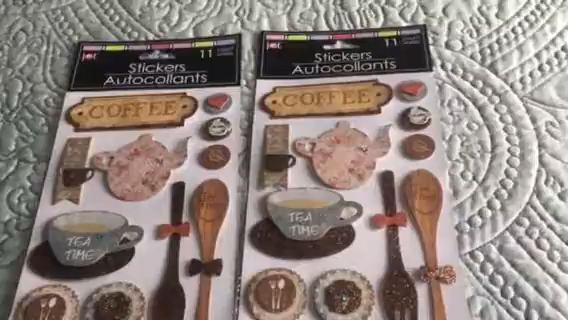 11
Stickers
Autocollants
COFFEE
TEA
TIME
11
Stickers
Autocollants
COFFEE
TEA
TIME